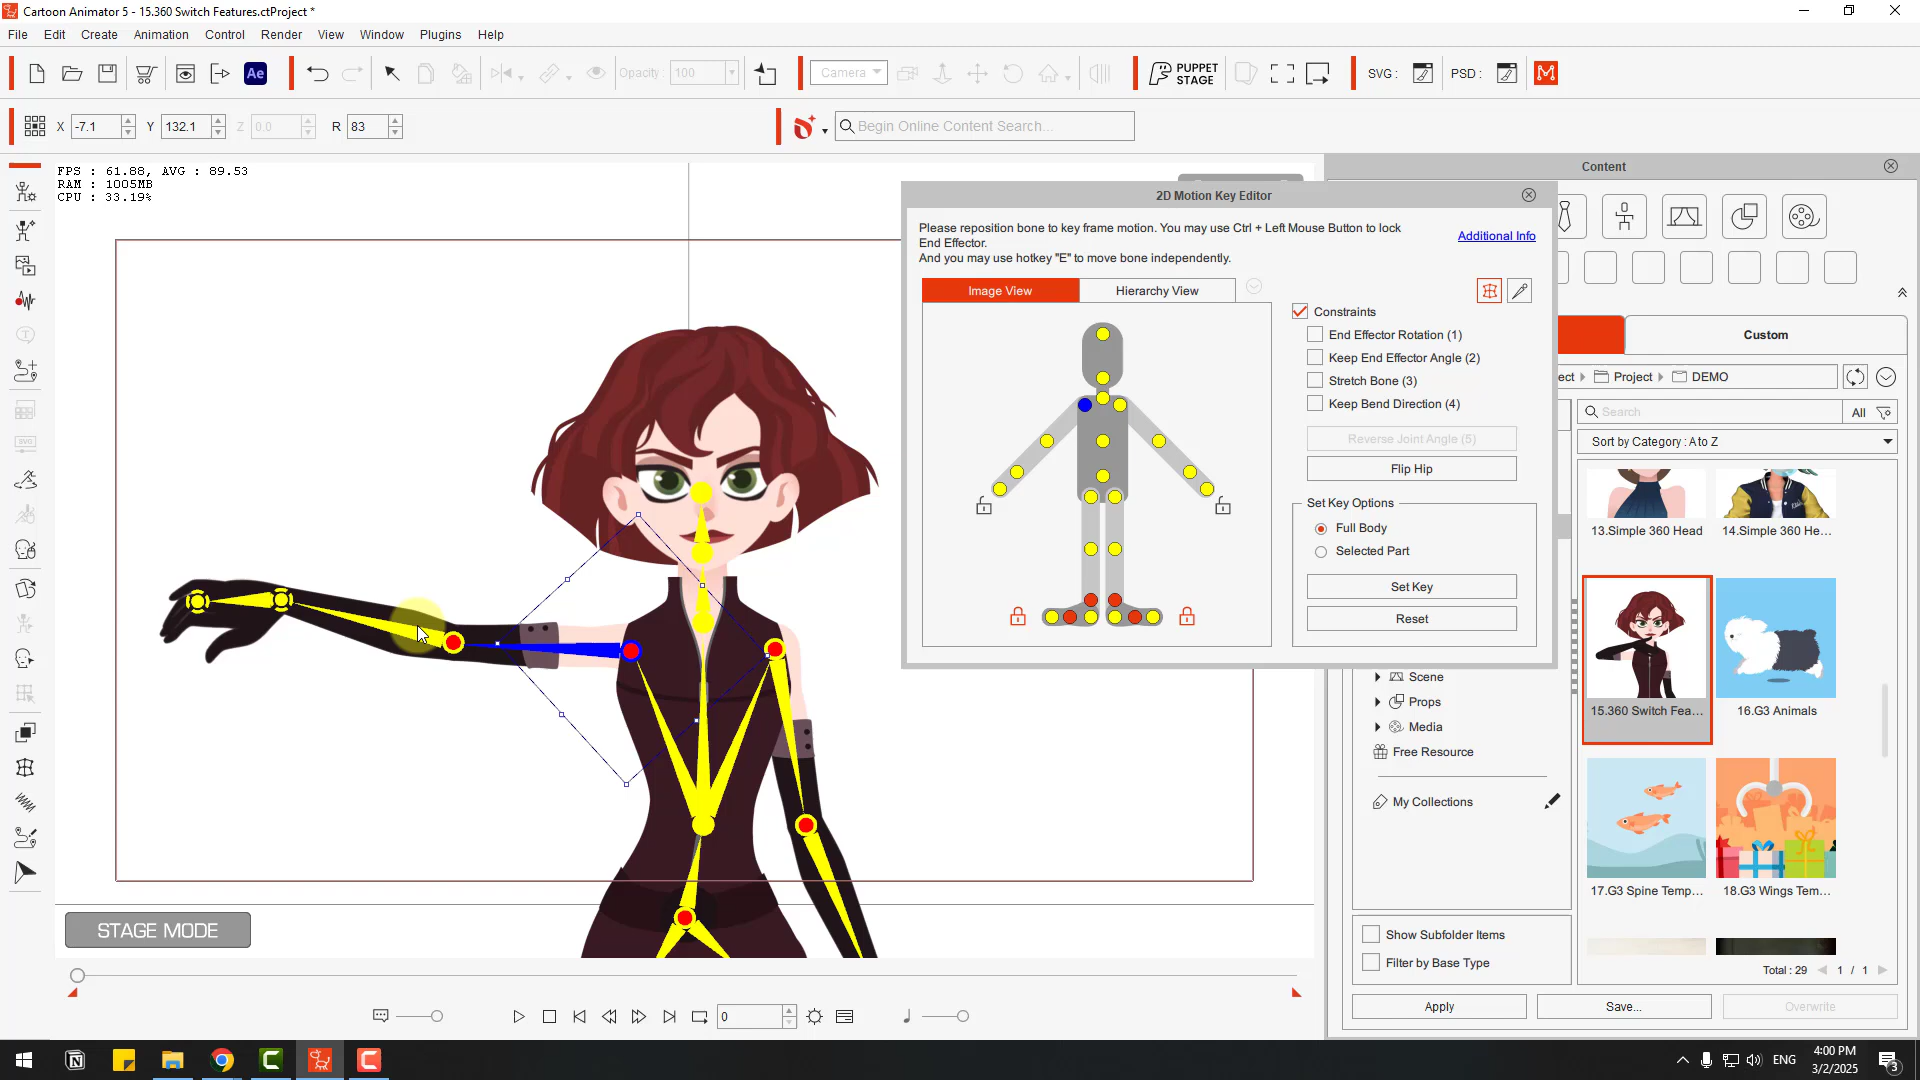 Cartoon Animator 5 - 15.360 Switch Features.ctProject *
File Edit Create Animation Control Render View Window Plugins Help
Ae
Opacity : 100
Camera
PUPPET
STAGE
SVG :
PSD :
X -7.1 Y 132.1 Z 0.0 R 83
Begin Online Content Search...
FPS : 61.88, AVG : 89.53
RAM : 1005MB
CPU : 33.19%
STAGE MODE
0
2D Motion Key Editor
Please reposition bone to key frame motion. You may use Ctrl + Left Mouse Button to lock
End Effector.
And you may use hotkey "E" to move bone independently.
Additional Info
Image View
Hierarchy View
Constraints
End Effector Rotation (1)
Keep End Effector Angle (2)
Stretch Bone (3)
Keep Bend Direction (4)
Reverse Joint Angle (5)
Flip Hip
Set Key Options
Full Body
Selected Part
Set Key
Reset
Content
Custom
ect Project DEMO
Search
All
Sort by Category : A to Z
13.Simple 360 Head
14.Simple 360 He...
15.360 Switch Fea...
16.G3 Animals
17.G3 Spine Temp...
18.G3 Wings Tem...
Scene
Props
Media
Free Resource
My Collections
Show Subfolder Items
Filter by Base Type
Total : 29 1 / 1
Apply
Save...
Overwrite
ENG
4:00 PM
3/2/2025
3